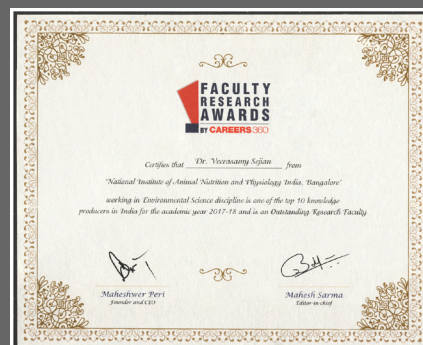 FACULTY
RESEARCH
AWARDS
BY CAREERS360
Certifies that Dr. Veerasamy Sejian from
'National Institute of Animal Nutrition and Physiology India, Bangalore'
working in Environmental Science discipline is one of the top 10 knowledge
producers in India for the academic year 2017-18 and is an Outstanding Research Faculty
Maheshwer Peri
Founder and CEO
Mahesh Sarma
Editor-in-chief